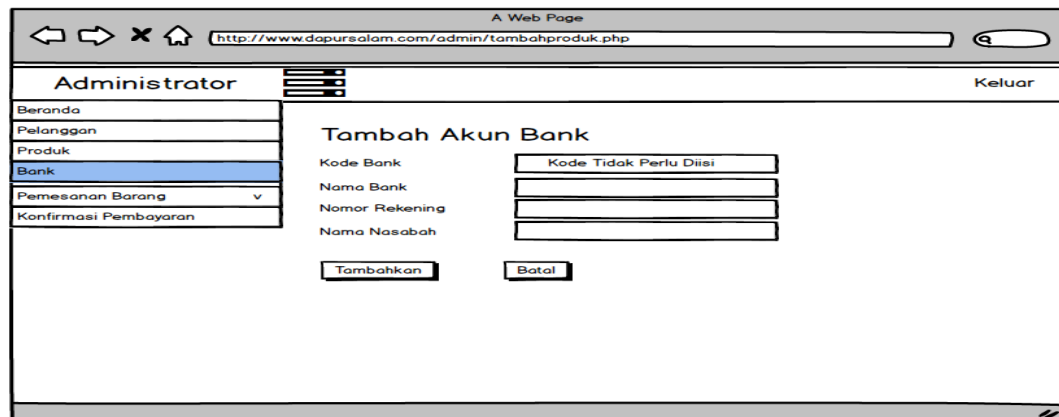 A Web Page
http://www.dapursalam.com/admin/tambahproduk.php
Administrator
Keluar
Beranda
Pelanggan
Produk
Bank
Pemesanan Barang v
Konfirmasi Pembayaran
Tambah Akun Bank
Kode Bank Kode Tidak Perlu Diisi
Nama Bank
Nomor Rekening
Nama Nasabah
Tambahkan Batal